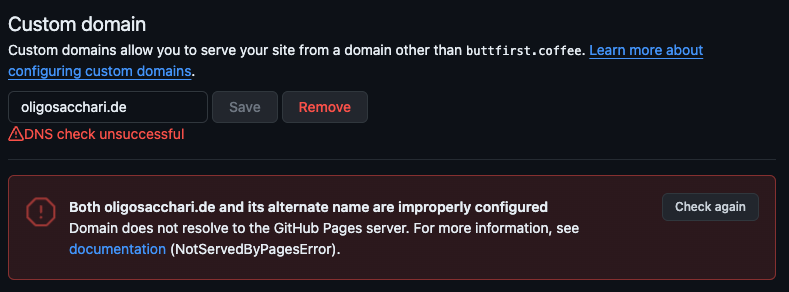 Custom domain
Custom domains allow you to serve your site from a domain other than buttfirst.coffee. Learn more about
configuring custom domains.
oligosacchari.de Save Remove
DNS check unsuccessful
Both oligosacchari.de and its alternate name are improperly configured
Check again
Domain does not resolve to the GitHub Pages server. For more information, see
documentation (NotServedByPagesError).